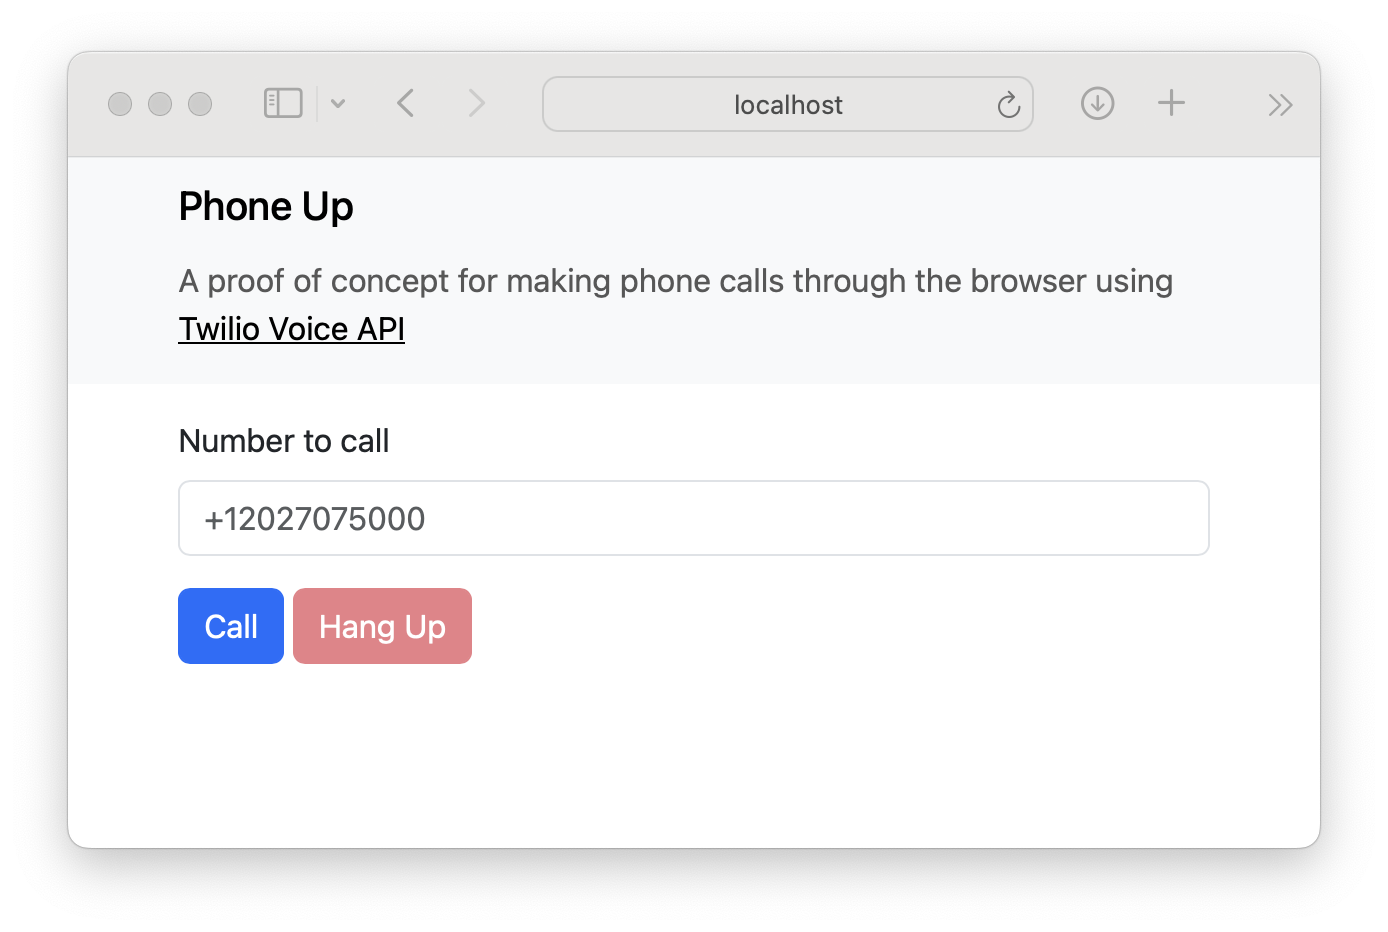 localhost
Phone Up
A proof of concept for making phone calls through the browser using
Twilio Voice API
Number to call
+12027075000
Call Hang Up